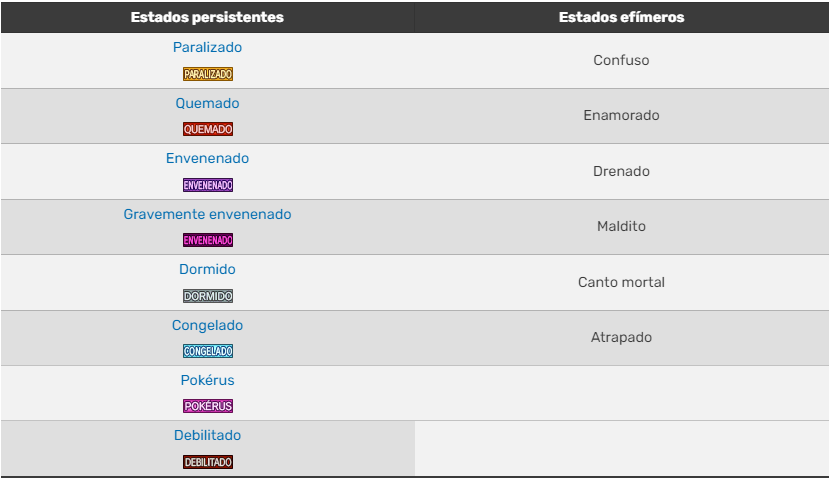 Estados persistentes Estados efímeros
Paralizado
PARALIZADO
Confuso
Quemado
QUEMADO
Enamorado
Envenenado
ENVENENADO
Drenado
Gravemente envenenado
ENVENENADO
Maldito
Dormido
DORMIDO
Canto mortal
Congelado
CONGELADO
Atrapado
Pokérus
POKÉRUS
Debilitado
DEBILITADO